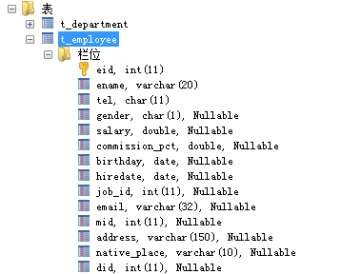 表
t_department
t_employee
栏位
eid, int(11)
ename, varchar(20)
tel, char(11)
gender, char(1), Nullable
salary, double, Nullable
commission_pct, double, Nullable
birthday, date, Nullable
hiredate, date, Nullable
job_id, int(11), Nullable
email, varchar(32), Nullable
mid, int(11), Nullable
address, varchar(150), Nullable
native_place, varchar(10), Nullable
did, int(11), Nullable